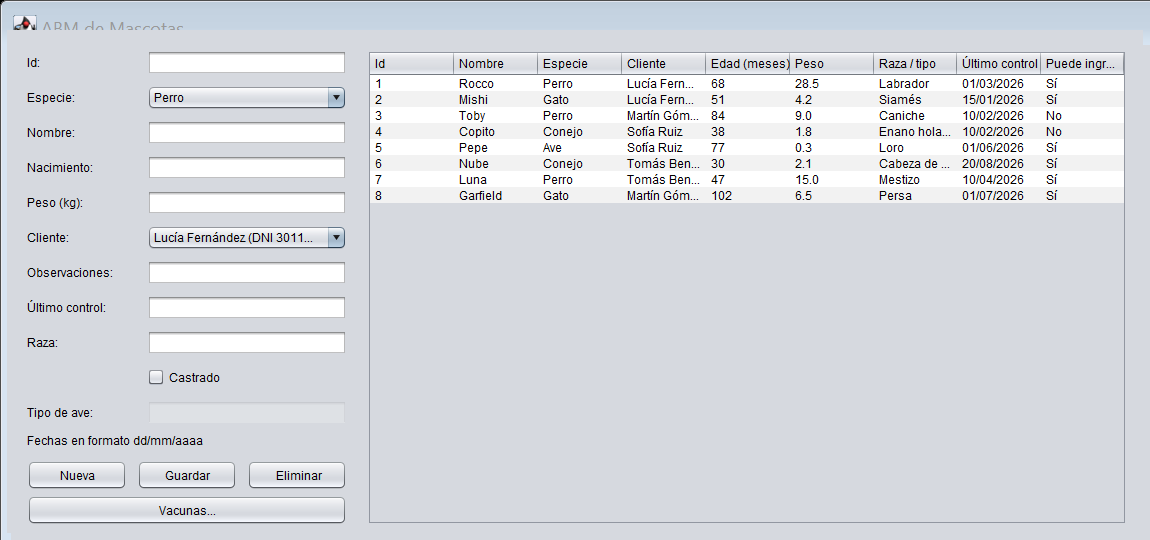 ABM de Mascotas
Id:
Especie: Perro
Nombre:
Nacimiento:
Peso (kg):
Cliente: Lucía Fernández (DNI 3011...
Observaciones:
Último control:
Raza:
Castrado
Tipo de ave:
Fechas en formato dd/mm/aaaa
Nueva Guardar Eliminar
Vacunas...
Id Nombre Especie Cliente Edad (meses) Peso Raza / tipo Último control Puede ingr...
1 Rocco Perro Lucía Fern... 68 28.5 Labrador 01/03/2026 Sí
2 Mishi Gato Lucía Fern... 51 4.2 Siamés 15/01/2026 Sí
3 Toby Perro Martín Góm... 84 9.0 Caniche 10/02/2026 No
4 Copito Conejo Sofía Ruiz 38 1.8 Enano hola... 10/02/2026 No
5 Pepe Ave Sofía Ruiz 77 0.3 Loro 01/06/2026 Sí
6 Nube Conejo Tomás Ben... 30 2.1 Cabeza de ... 20/08/2026 Sí
7 Luna Perro Tomás Ben... 47 15.0 Mestizo 10/04/2026 Sí
8 Garfield Gato Martín Góm... 102 6.5 Persa 01/07/2026 Sí